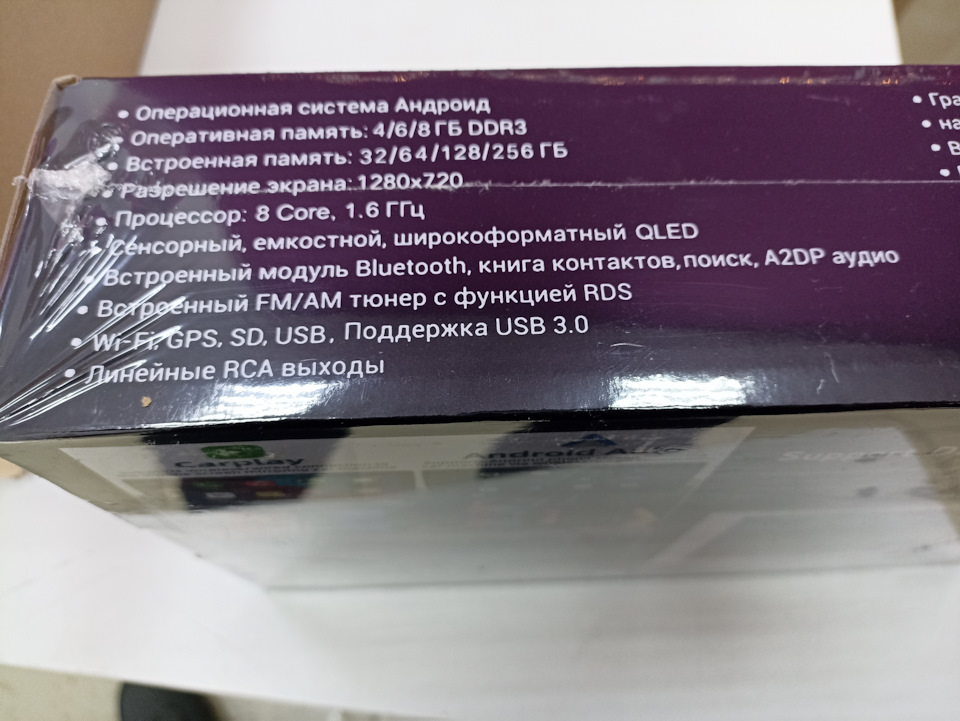 • Операционная система Андроид
• Оперативная память: 4/6/8 ГБ DDR3
• Встроенная память: 32/64/128/256 ГБ
• Разрешение экрана: 1280x720
• Процессор: 8 Core, 1.6 ГГц
• Сенсорный, емкостной, широкоформатный QLED
• Встроенный модуль Bluetooth, книга контактов, поиск, A2DP аудио
• Встроенный FM/AM тюнер с функцией RDS
• Wi-Fi, GPS, SD, USB, Поддержка USB 3.0
• Линейные RCA выходы
• Гра
• на
• В
Carplay
Android Auto